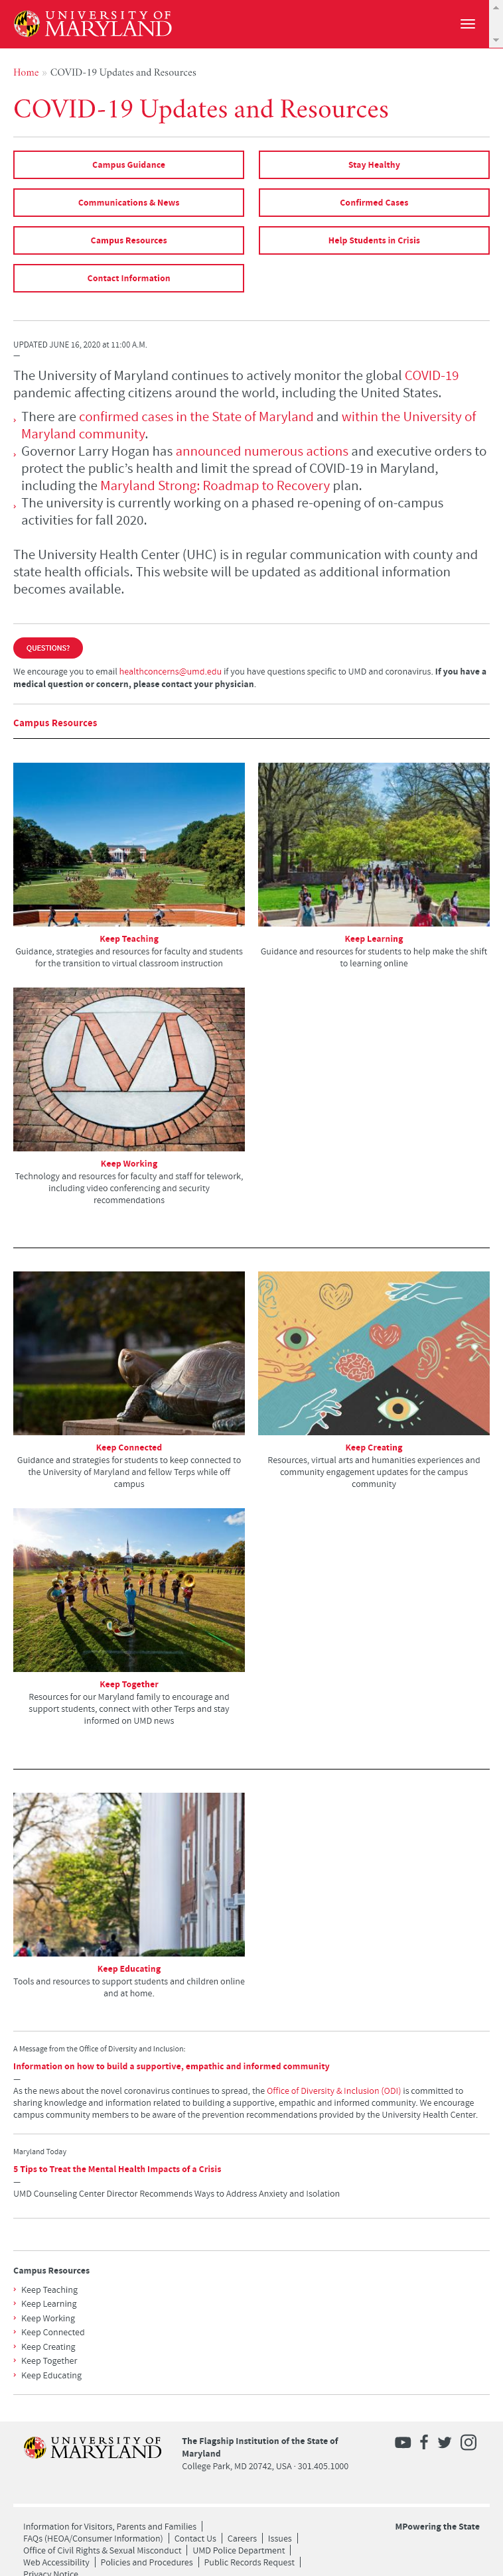 UNIVERSITY OF
MARYLAND
Home » COVID-19 Updates and Resources
COVID-19 Updates and Resources
Campus Guidance
Stay Healthy
Communications & News
Confirmed Cases
Campus Resources
Help Students in Crisis
Contact Information
UPDATED JUNE 16, 2020 at 11:00 A.M.
—
The University of Maryland continues to actively monitor the global COVID-19
pandemic affecting citizens around the world, including the United States.
There are confirmed cases in the State of Maryland and within the University of
Maryland community.
Governor Larry Hogan has announced numerous actions and executive orders to
protect the public's health and limit the spread of COVID-19 in Maryland,
including the Maryland Strong: Roadmap to Recovery plan.
The university is currently working on a phased re-opening of on-campus
activities for fall 2020.
The University Health Center (UHC) is in regular communication with county and
state health officials. This website will be updated as additional information
becomes available.
QUESTIONS?
We encourage you to email healthconcerns@umd.edu if you have questions specific to UMD and coronavirus. If you have a
medical question or concern, please contact your physician.
Campus Resources
Keep Teaching
Guidance, strategies and resources for faculty and students
for the transition to virtual classroom instruction
Keep Learning
Guidance and resources for students to help make the shift
to learning online
M
Keep Working
Technology and resources for faculty and staff for telework,
including video conferencing and security
recommendations
Keep Connected
Guidance and strategies for students to keep connected to
the University of Maryland and fellow Terps while off
campus
Keep Creating
Resources, virtual arts and humanities experiences and
community engagement updates for the campus
community
Keep Together
Resources for our Maryland family to encourage and
support students, connect with other Terps and stay
informed on UMD news
Keep Educating
Tools and resources to support students and children online
and at home.
A Message from the Office of Diversity and Inclusion:
Information on how to build a supportive, empathic and informed community
—
As the news about the novel coronavirus continues to spread, the Office of Diversity & Inclusion (ODI) is committed to
sharing knowledge and information related to building a supportive, empathic and informed community. We encourage
campus community members to be aware of the prevention recommendations provided by the University Health Center.
Maryland Today
5 Tips to Treat the Mental Health Impacts of a Crisis
—
UMD Counseling Center Director Recommends Ways to Address Anxiety and Isolation
Campus Resources
Keep Teaching
Keep Learning
Keep Working
Keep Connected
Keep Creating
Keep Together
Keep Educating
UNIVERSITY OF
MARYLAND
The Flagship Institution of the State of
Maryland
College Park, MD 20742, USA · 301.405.1000
Information for Visitors, Parents and Families |
FAQs (HEOA/Consumer Information) | Contact Us | Careers | Issues |
Office of Civil Rights & Sexual Misconduct | UMD Police Department |
Web Accessibility | Policies and Procedures | Public Records Request |
Privacy Notice
MPowering the State